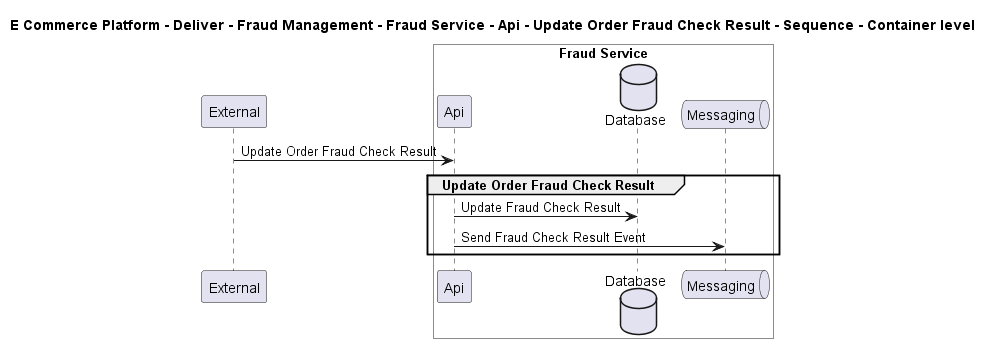 E Commerce Platform - Deliver - Fraud Management - Fraud Service - Api - Update Order Fraud Check Result - Sequence - Container level
Fraud Service
External
Api
Database
Messaging
Update Order Fraud Check Result
Update Order Fraud Check Result
Update Fraud Check Result
Send Fraud Check Result Event
External
Api
Database
Messaging